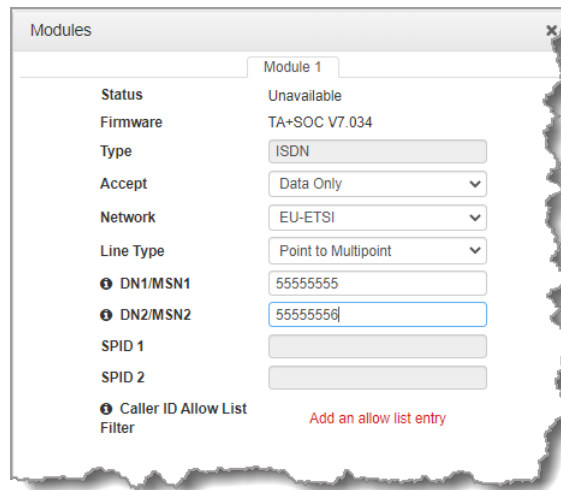 Modules
Module 1
Status Unavailable
Firmware TA+SOC V7.034
Type ISDN
Accept Data Only
Network EU-ETSI
Line Type Point to Multipoint
DN1/MSN1 55555555
DN2/MSN2 55555556
SPID 1
SPID 2
Caller ID Allow List
Filter Add an allow list entry